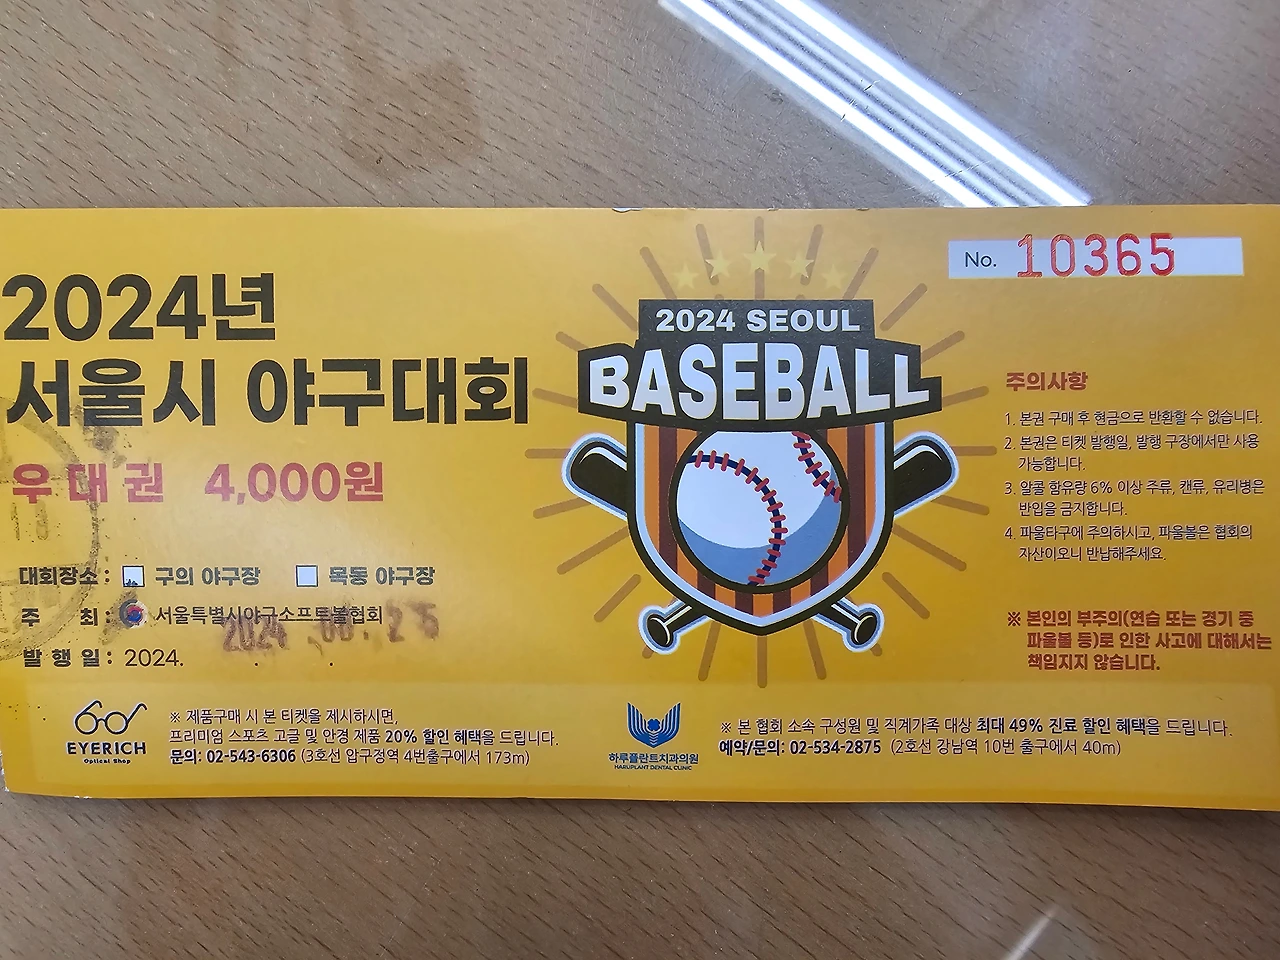 No. 10365
2024년
서울시 야구대회
우대권 4,000원
대회장소 : 구의 야구장 목동 야구장
주 최 : 서울특별시야구소프트볼협회
발행일 : 2024. . .
2024
2024 SEOUL
BASEBALL
주의사항
1. 본권 구매 후 현금으로 반환할 수 없습니다.
2. 본권은 티켓 발행일, 발행 구장에서만 사용
가능합니다.
3. 알콜 함유량 6% 이상 주류, 캔류, 유리병은
반입을 금지합니다.
4. 파울타구에 주의하시고, 파울볼은 협회의
자산이오니 반납해주세요.
※ 본인의 부주의(연습 또는 경기 중
파울볼 등)로 인한 사고에 대해서는
책임지지 않습니다.
EYERICH
Optical Shop
※ 제품구매 시 본 티켓을 제시하시면,
프리미엄 스포츠 고글 및 안경 제품 20% 할인 혜택을 드립니다.
문의: 02-543-6306 (3호선 압구정역 4번출구에서 173m)
하루플란트치과의원
HARUPLANT DENTAL CLINIC
※ 본 협회 소속 구성원 및 직계가족 대상 최대 49% 진료 할인 혜택을 드립니다.
예약/문의: 02-534-2875 (2호선 강남역 10번 출구에서 40m)